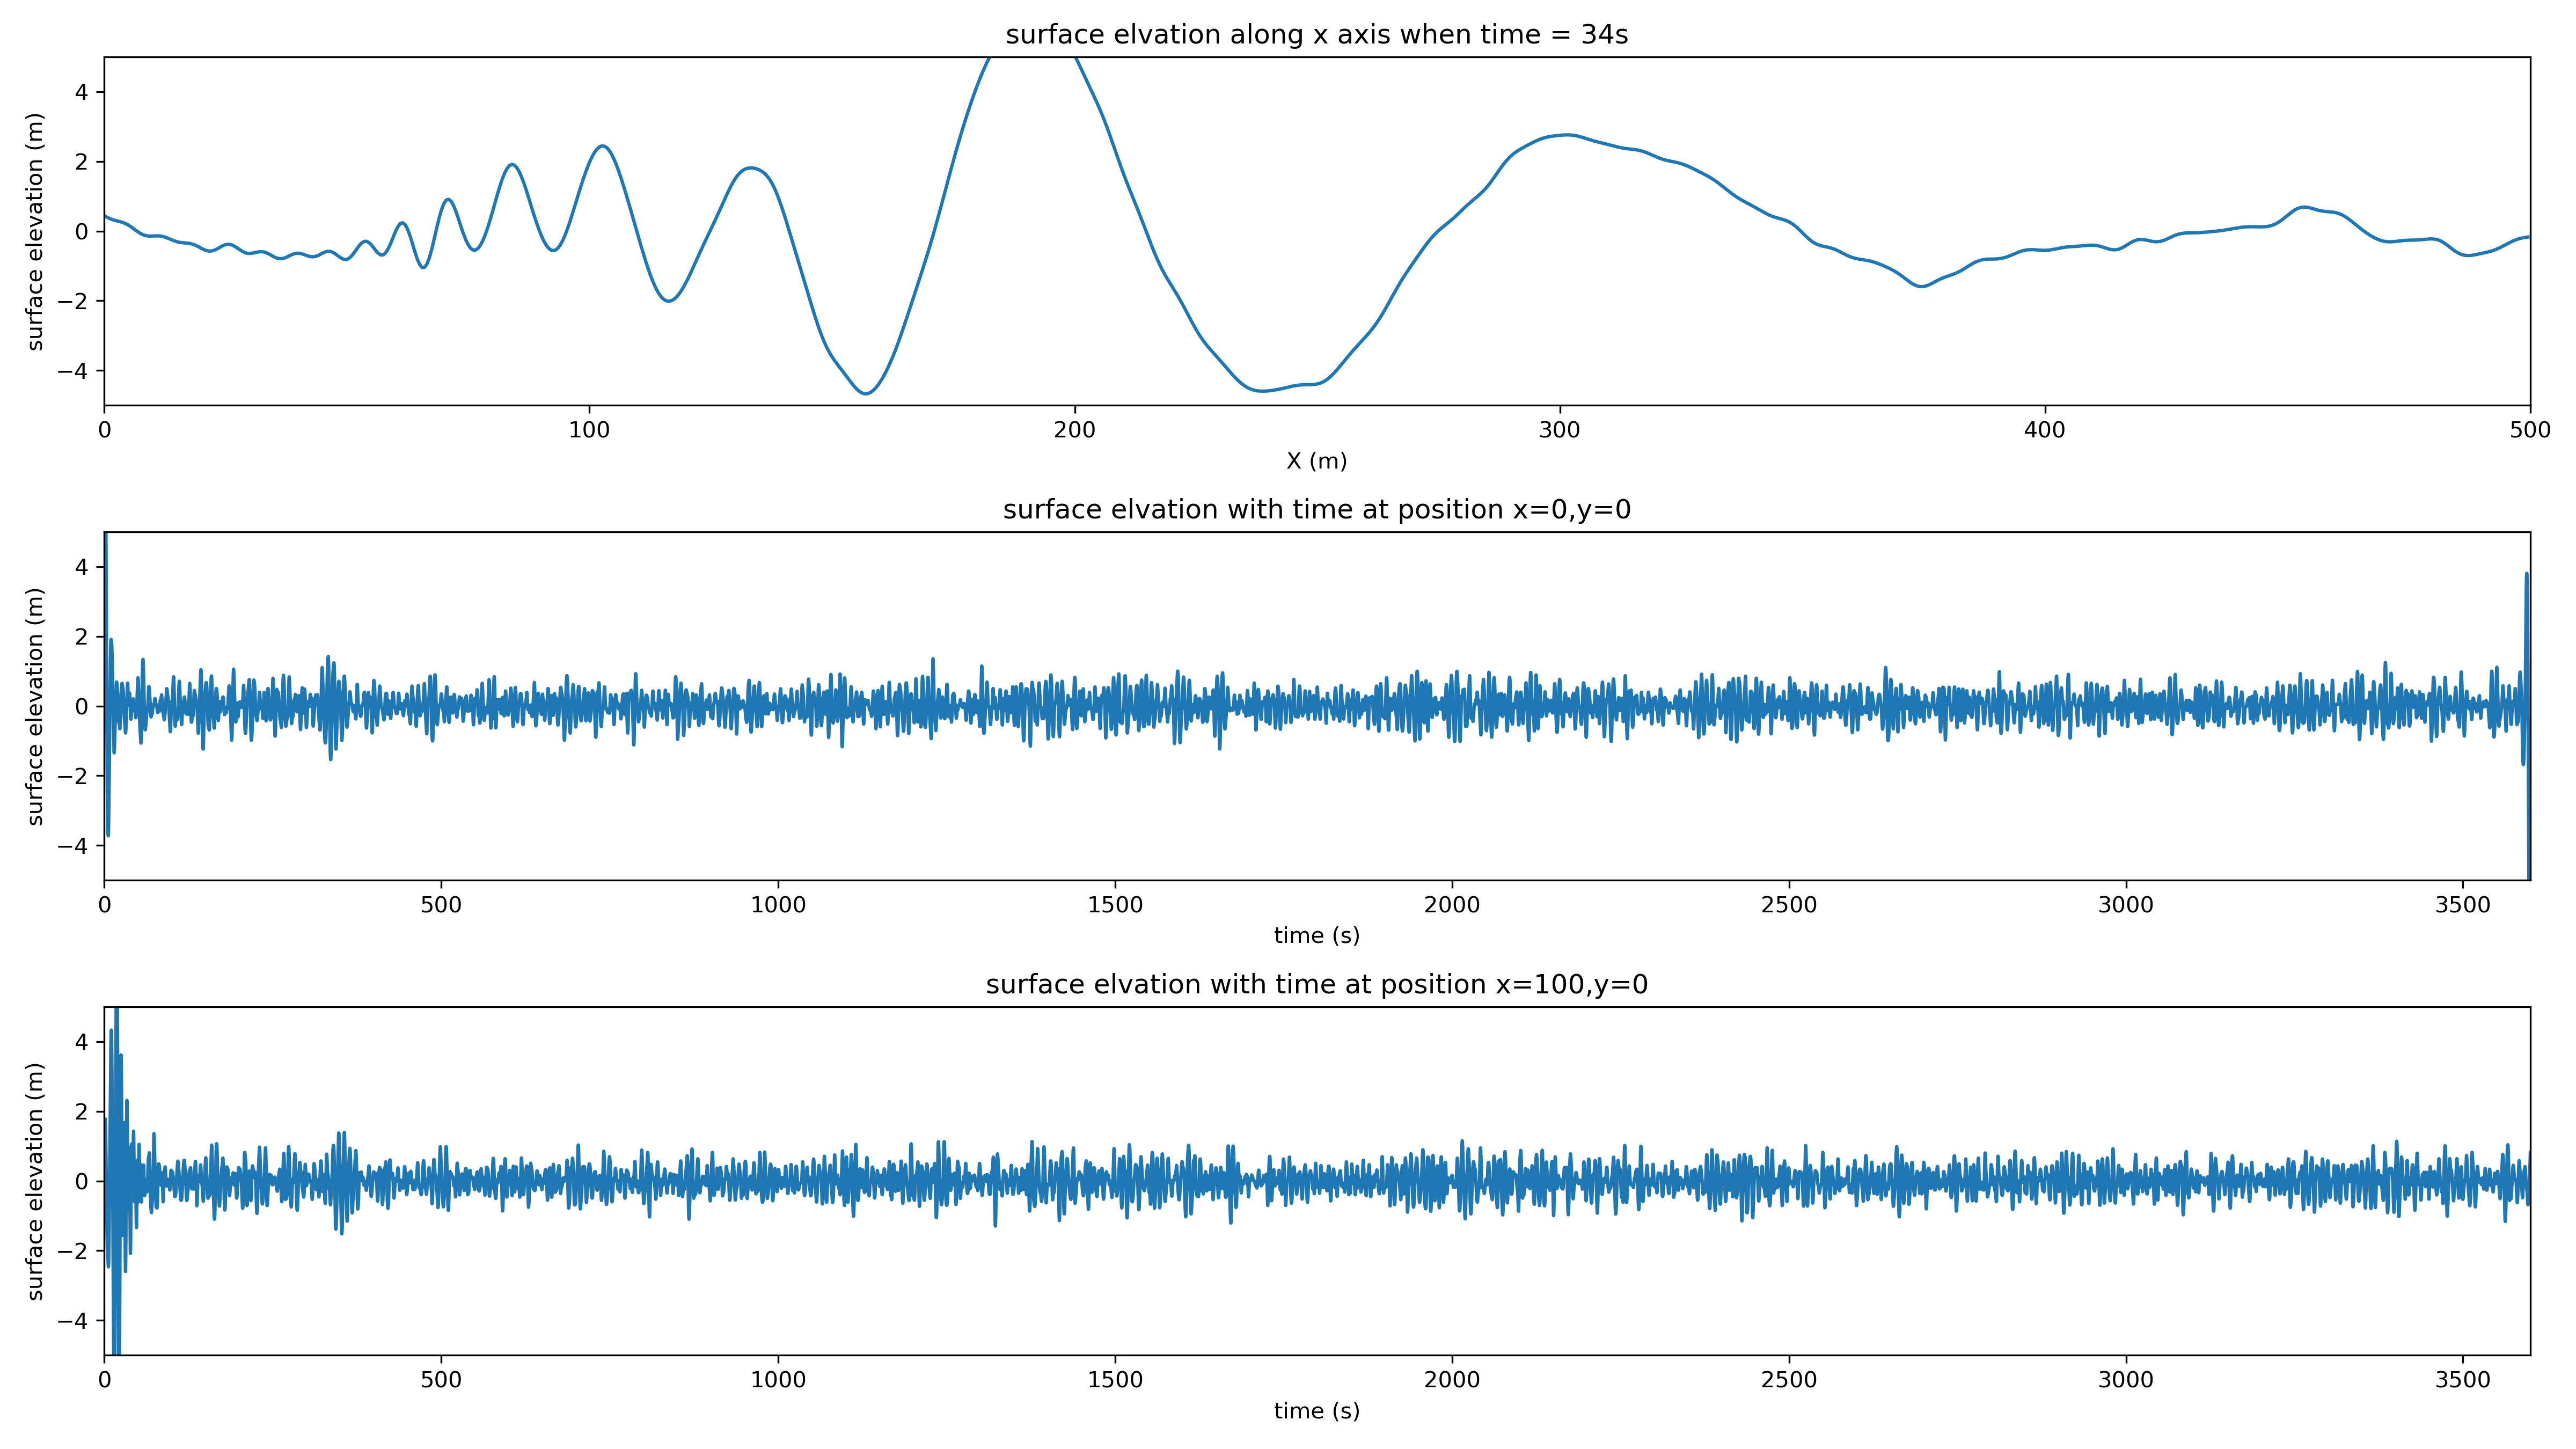 surface elvation along x axis when time = 34s
surface elevation (m)
4
2
0
−2
−4
0 100 200 300 400 500
X (m)
surface elvation with time at position x=0,y=0
surface elevation (m)
4
2
0
−2
−4
0 500 1000 1500 2000 2500 3000 3500
time (s)
surface elvation with time at position x=100,y=0
surface elevation (m)
4
2
0
−2
−4
0 500 1000 1500 2000 2500 3000 3500
time (s)